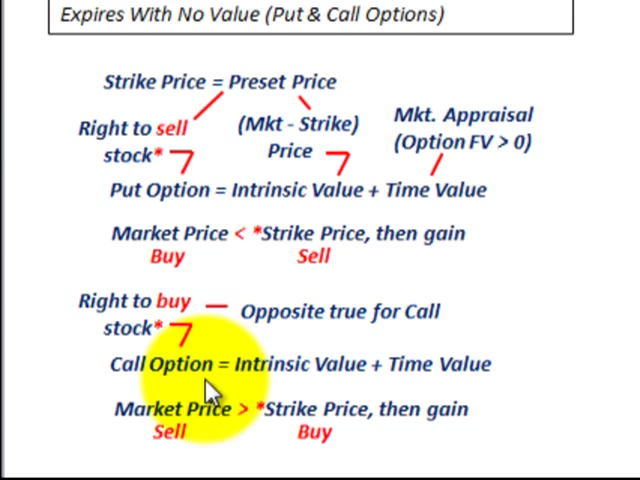 Expires With No Value (Put & Call Options)
Strike Price = Preset Price
Right to sell
stock*
(Mkt - Strike)
Price
Mkt. Appraisal
(Option FV > 0)
Put Option = Intrinsic Value + Time Value
Market Price < *Strike Price, then gain
Buy Sell
Right to buy — Opposite true for Call
stock*
Call Option = Intrinsic Value + Time Value
Market Price > *Strike Price, then gain
Sell Buy